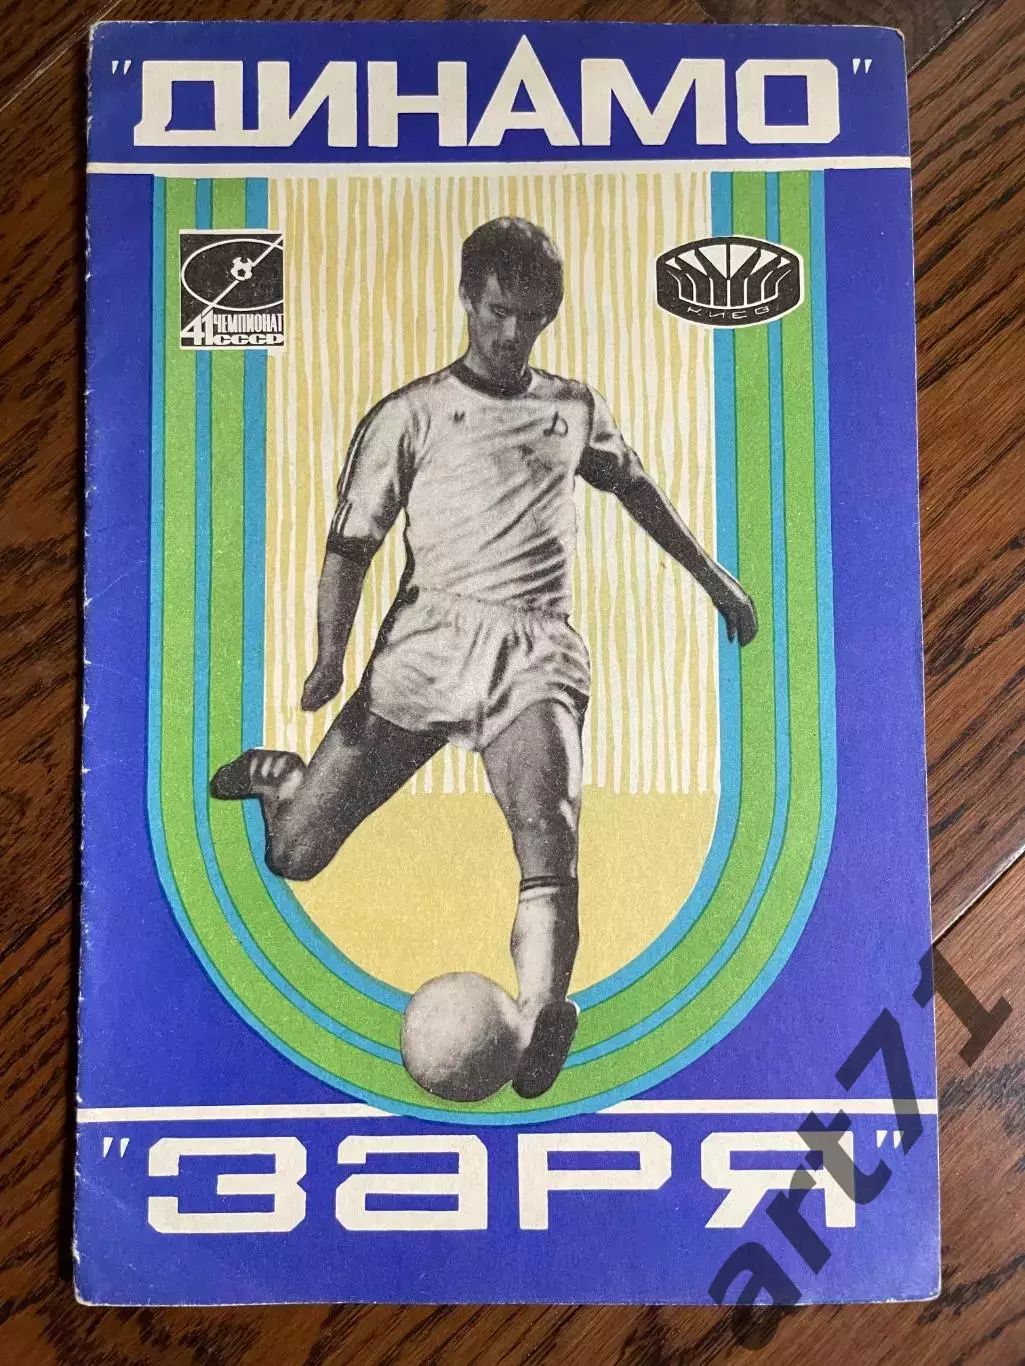 "ДИНАМО"
41 ЧЕМПИОНАТ
СССР
КИЕВ
Д
"ЗАРЯ"
art71